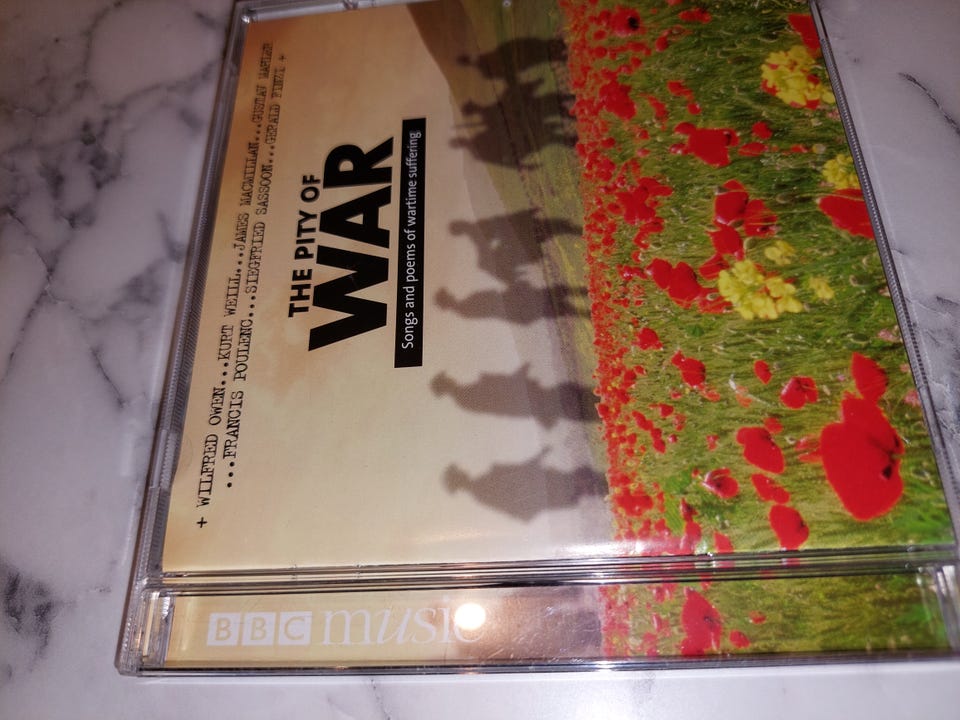 + WILFRED OWEN...KURT WEILL...JAMES MACMILLAN...GUSTAV MAHLER
...FRANCIS POULENC...SIEGFRIED SASSOON...GERALD FINZI +
THE PITY OF
WAR
Songs and poems of wartime suffering
BBC music